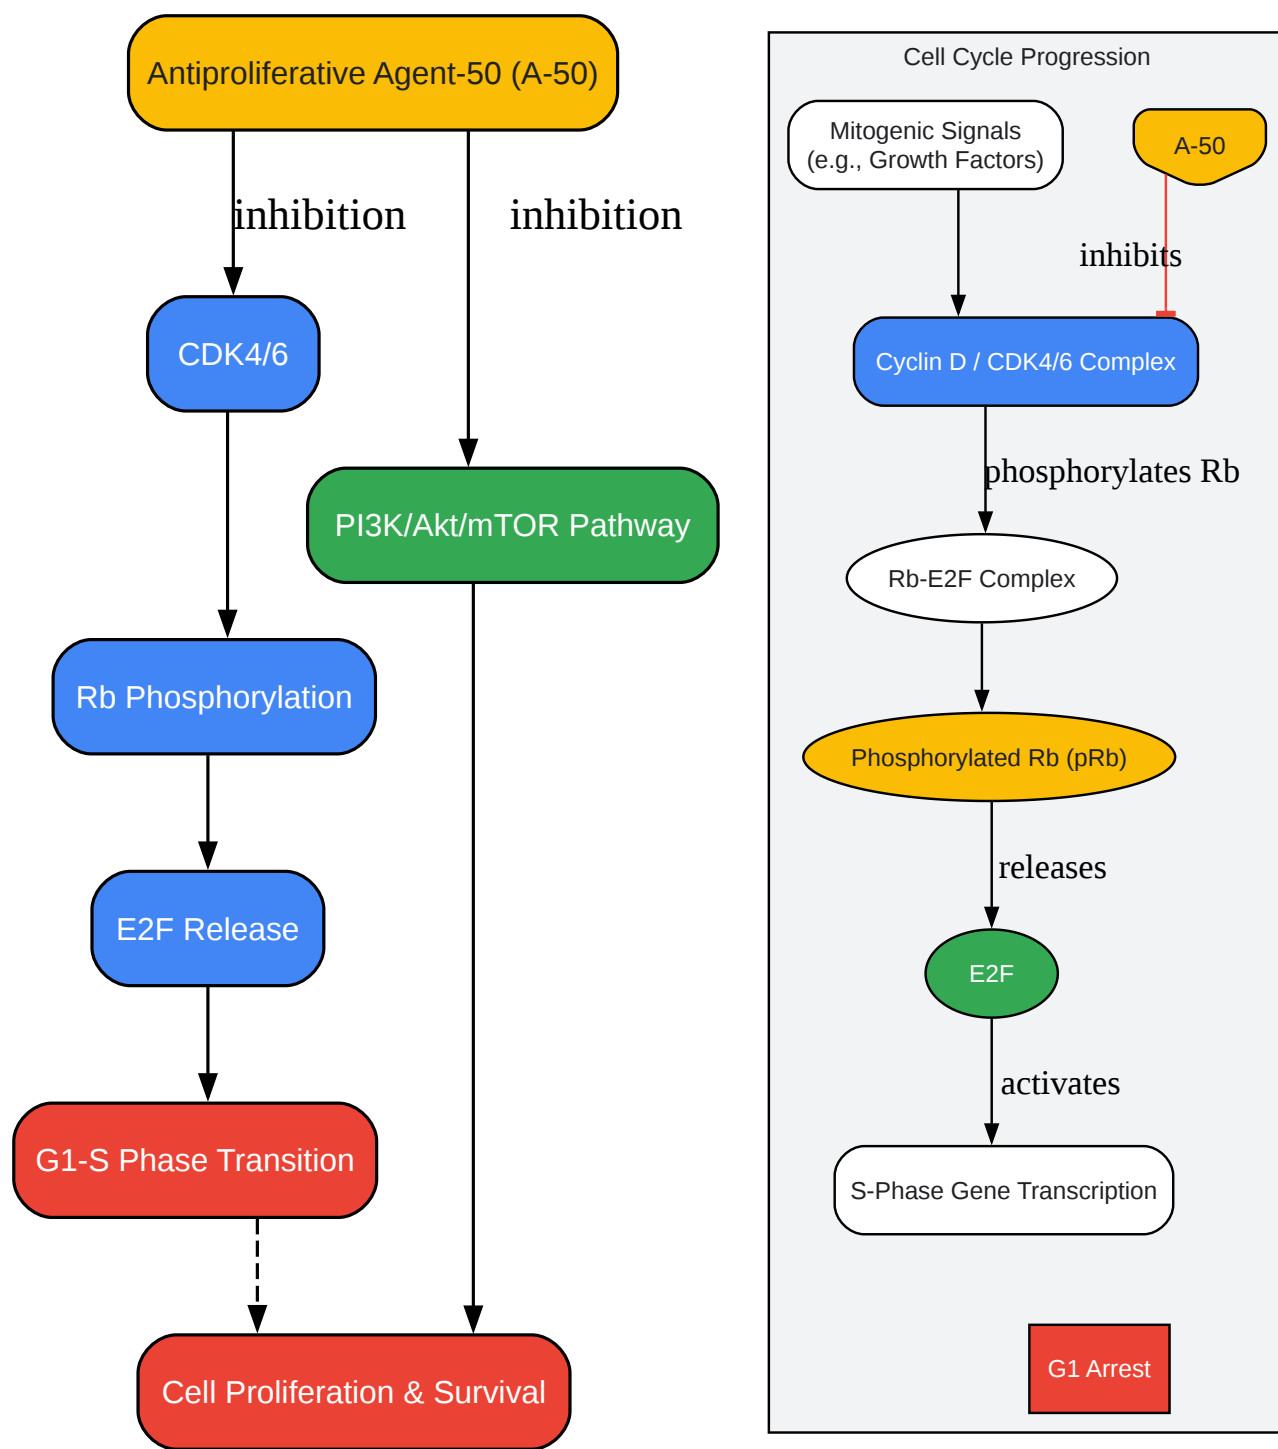 Antiproliferative Agent-50 (A-50)
inhibition
inhibition
CDK4/6
PI3K/Akt/mTOR Pathway
Rb Phosphorylation
E2F Release
G1-S Phase Transition
Cell Proliferation & Survival
Cell Cycle Progression
Mitogenic Signals
(e.g., Growth Factors)
A-50
inhibits
Cyclin D / CDK4/6 Complex
phosphorylates Rb
Rb-E2F Complex
Phosphorylated Rb (pRb)
releases
E2F
activates
S-Phase Gene Transcription
G1 Arrest